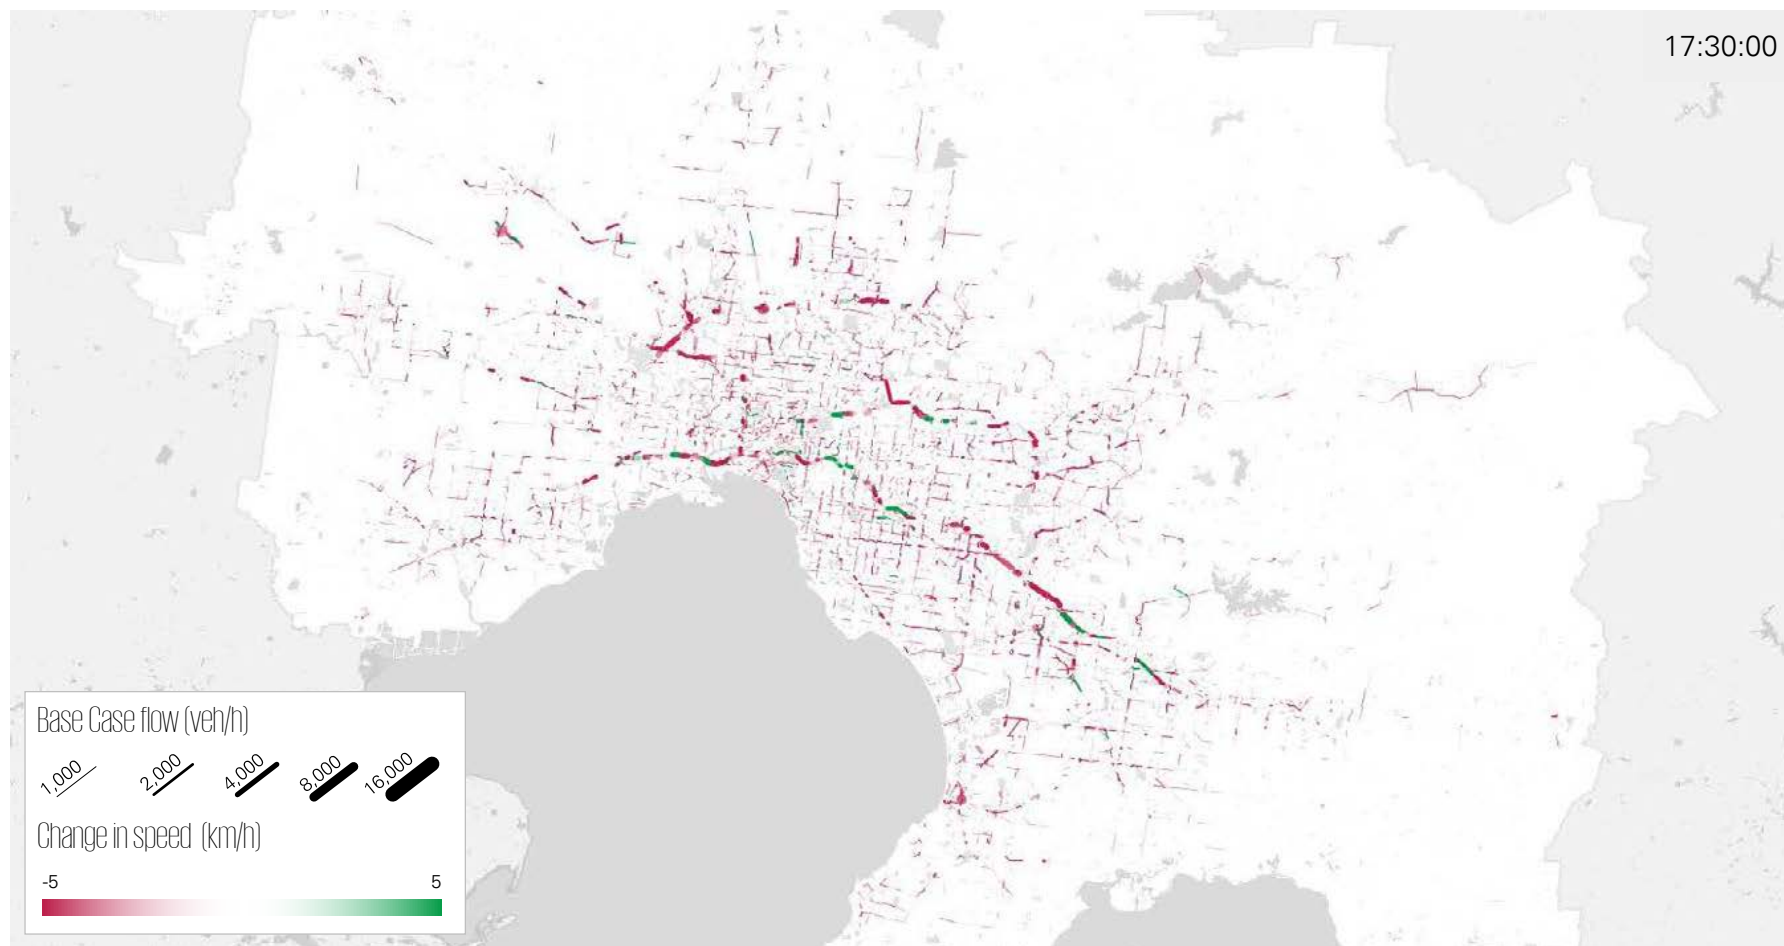 17:30:00
Base Case flow (veh/h)
1,000 2,000 4,000 8,000 16,000
Change in speed (km/h)
-5 5